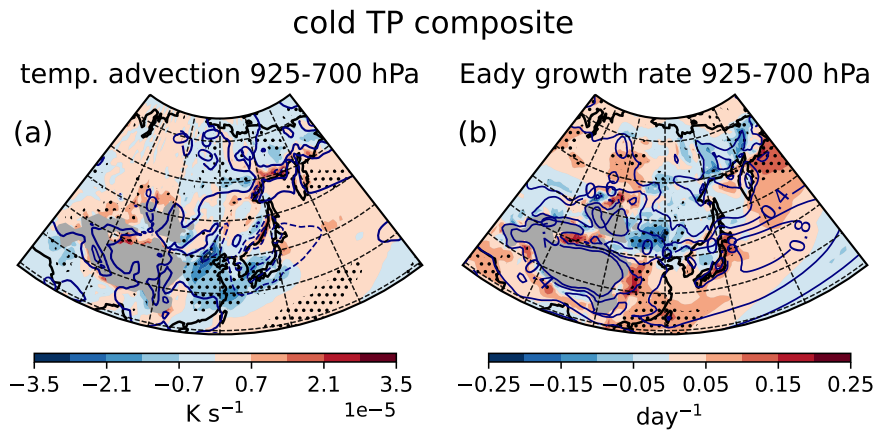 cold TP composite
temp. advection 925-700 hPa
Eady growth rate 925-700 hPa
(a)
(b)
0.6
0.4
0.8
−3.5 −2.1 −0.7 0.7 2.1 3.5
K s⁻¹
1e−5
−0.25 −0.15 −0.05 0.05 0.15 0.25
day⁻¹